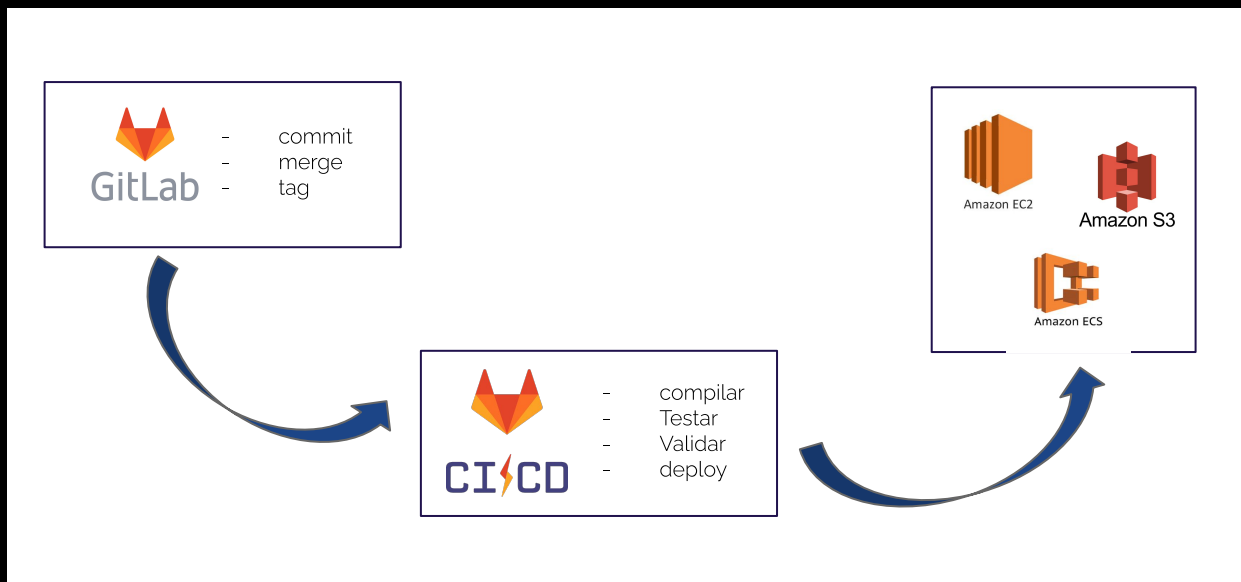 GitLab
- commit
- merge
- tag
CI CD
- compilar
- Testar
- Validar
- deploy
Amazon EC2
Amazon S3
Amazon ECS